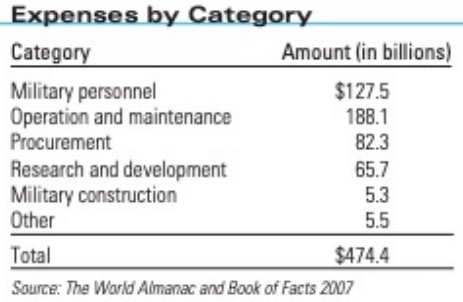 Expenses by Category
Category Amount (in billions)
Military personnel $127.5
Operation and maintenance 188.1
Procurement 82.3
Research and development 65.7
Military construction 5.3
Other 5.5
Total $474.4
Source: The World Almanac and Book of Facts 2007